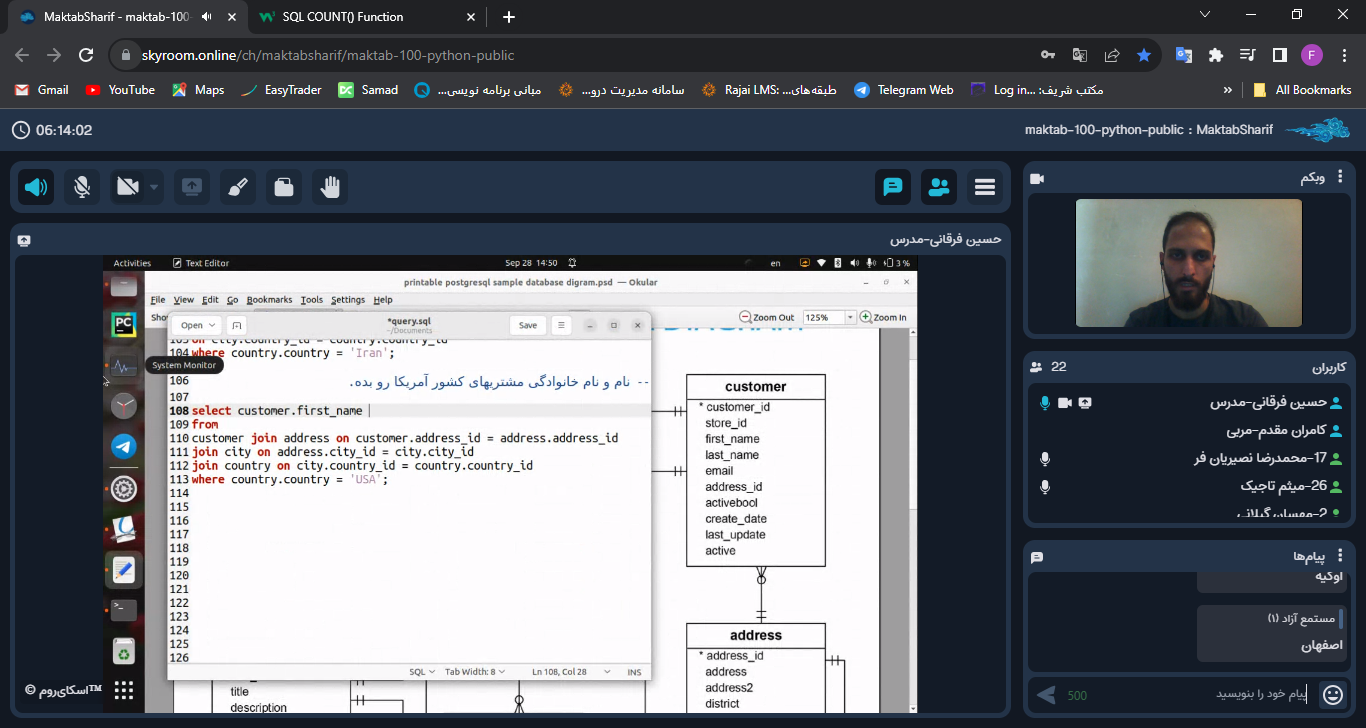 MaktabSharif - maktab-100-
SQL COUNT() Function
skyroom.online/ch/maktabsharif/maktab-100-python-public
Gmail
YouTube
Maps
EasyTrader
Samad
مبانی برنامه نویسی...
سامانه مدیریت درو...
Rajai LMS: طبقه‌های...
Telegram Web
مکتب شریف: Log in...
»
All Bookmarks
06:14:02
maktab-100-python-public : MaktabSharif
وبکم
حسین فرقانی-مدرس
Activities
Text Editor
Sep 28 14:50
en
3 %
printable postgresql sample database digram.psd — Okular
File View Edit Go Bookmarks Tools Settings Help
Zoom Out
125%
Zoom In
Open
*query.sql
~/Documents
Save
103 on city.country_id = country.country_id
104 where country.country = 'Iran';
System Monitor
106 -- نام و نام خانوادگی مشتریهای کشور آمریکا رو بده.
107
108 select customer.first_name
109 from
110 customer join address on customer.address_id = address.address_id
111 join city on address.city_id = city.city_id
112 join country on city.country_id = country.country_id
113 where country.country = 'USA';
114
115
116
117
118
119
120
121
122
123
124
125
126
SQL
Tab Width: 8
Ln 108, Col 28
INS
customer
* customer_id
store_id
first_name
last_name
email
address_id
activebool
create_date
last_update
active
address
* address_id
address
address2
district
title
description
کاربران
22
حسین فرقانی-مدرس
کامران مقدم-مربی
17-محمدرضا نصیریان فر
26-میثم تاجیک
2-مهسان گیلانی
پیام‌ها
اوکیه
مستمع آزاد (۱)
اصفهان
پیام خود را بنویسید
500
© اسکای‌روم™